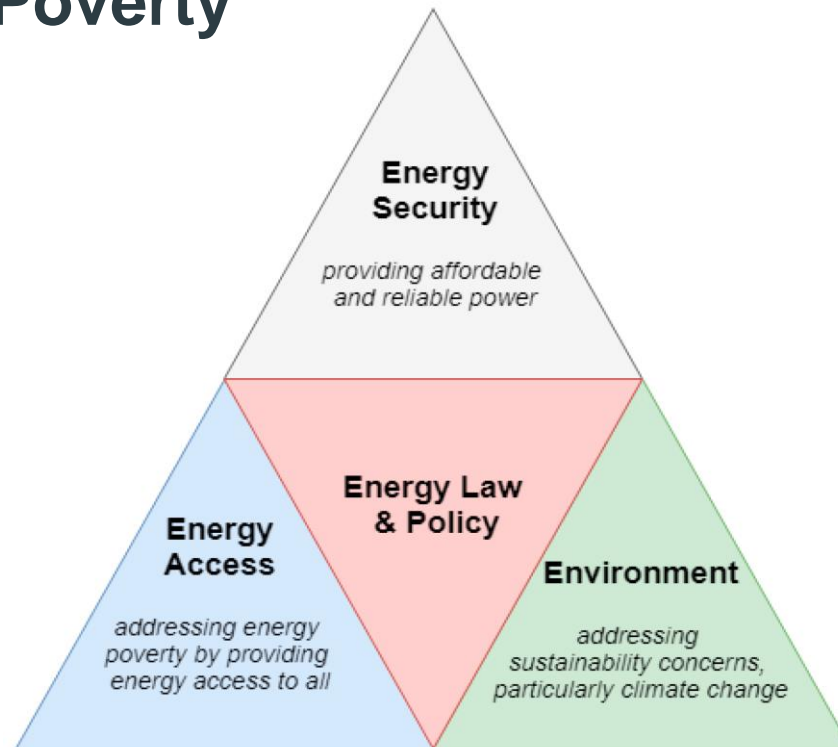 Poverty
Energy
Security
providing affordable
and reliable power
Energy Law
& Policy
Energy
Access
addressing energy
poverty by providing
energy access to all
Environment
addressing
sustainability concerns,
particularly climate change